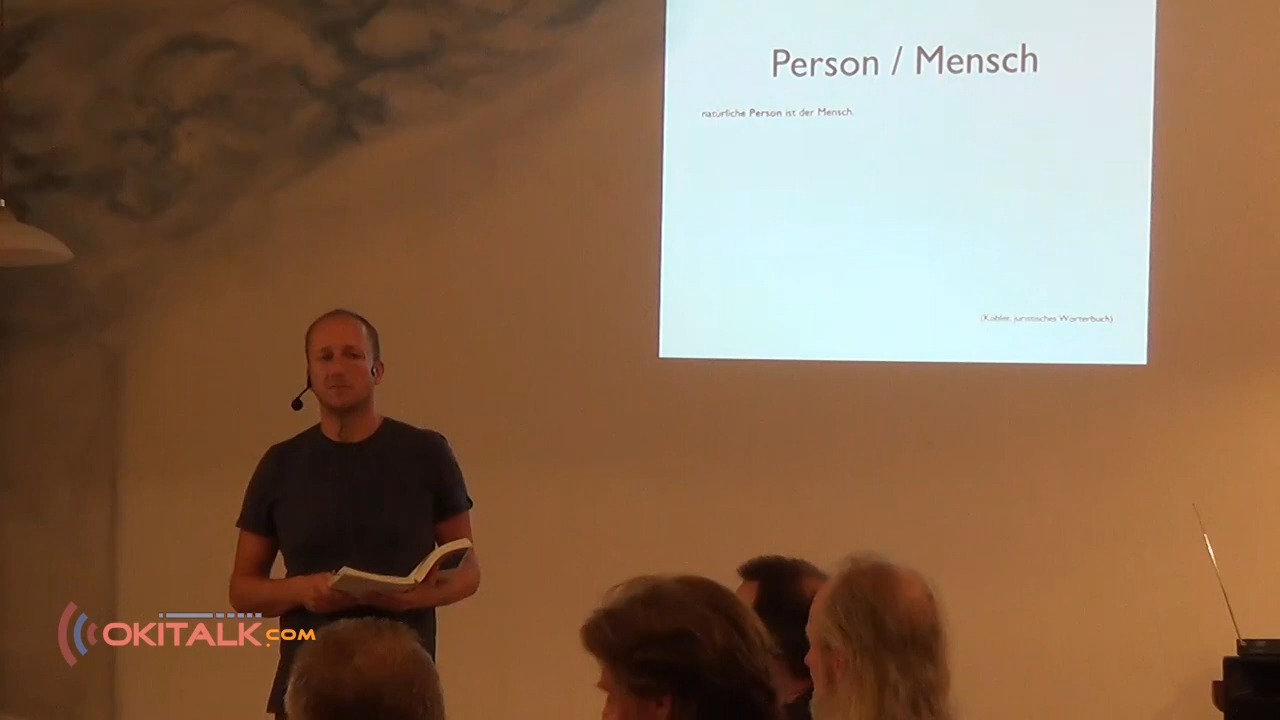 Person / Mensch
natürliche Person ist der Mensch.
(Köbler, juristisches Wörterbuch)
OKITALK.COM